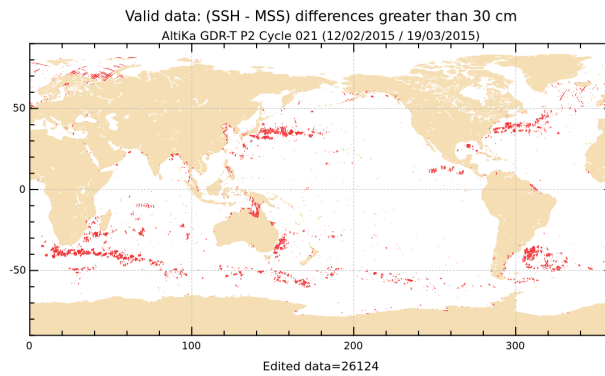 Valid data: (SSH - MSS) differences greater than 30 cm
AltiKa GDR-T P2 Cycle 021 (12/02/2015 / 19/03/2015)
50
0
-50
0
100
200
300
Edited data=26124